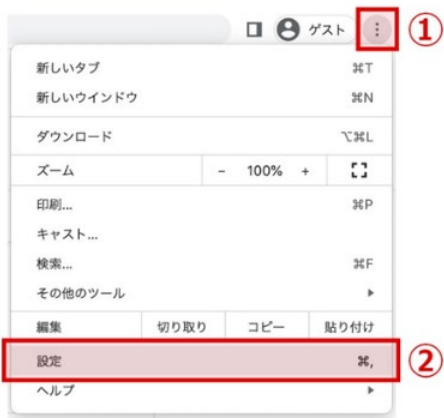 ゲスト ①
新しいタブ ⌘T
新しいウインドウ ⌘N
ダウンロード ⌥⌘L
ズーム - 100% +
印刷... ⌘P
キャスト...
検索... ⌘F
その他のツール
編集 切り取り コピー 貼り付け
設定 ⌘, ②
ヘルプ